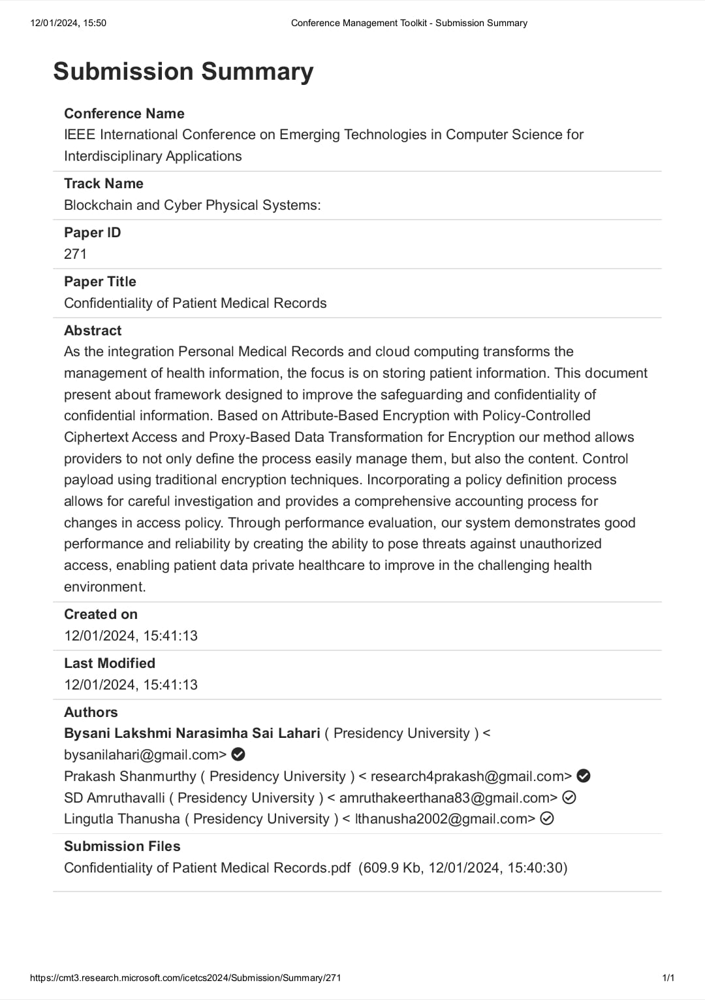 12/01/2024, 15:50
Conference Management Toolkit - Submission Summary
Submission Summary
Conference Name
IEEE International Conference on Emerging Technologies in Computer Science for
Interdisciplinary Applications
Track Name
Blockchain and Cyber Physical Systems:
Paper ID
271
Paper Title
Confidentiality of Patient Medical Records
Abstract
As the integration Personal Medical Records and cloud computing transforms the
management of health information, the focus is on storing patient information. This document
present about framework designed to improve the safeguarding and confidentiality of
confidential information. Based on Attribute-Based Encryption with Policy-Controlled
Ciphertext Access and Proxy-Based Data Transformation for Encryption our method allows
providers to not only define the process easily manage them, but also the content. Control
payload using traditional encryption techniques. Incorporating a policy definition process
allows for careful investigation and provides a comprehensive accounting process for
changes in access policy. Through performance evaluation, our system demonstrates good
performance and reliability by creating the ability to pose threats against unauthorized
access, enabling patient data private healthcare to improve in the challenging health
environment.
Created on
12/01/2024, 15:41:13
Last Modified
12/01/2024, 15:41:13
Authors
Bysani Lakshmi Narasimha Sai Lahari ( Presidency University ) <
bysanilahari@gmail.com>
Prakash Shanmurthy ( Presidency University ) < research4prakash@gmail.com>
SD Amruthavalli ( Presidency University ) < amruthakeerthana83@gmail.com>
Lingutla Thanusha ( Presidency University ) < lthanusha2002@gmail.com>
Submission Files
Confidentiality of Patient Medical Records.pdf (609.9 Kb, 12/01/2024, 15:40:30)
https://cmt3.research.microsoft.com/icetcs2024/Submission/Summary/271
1/1